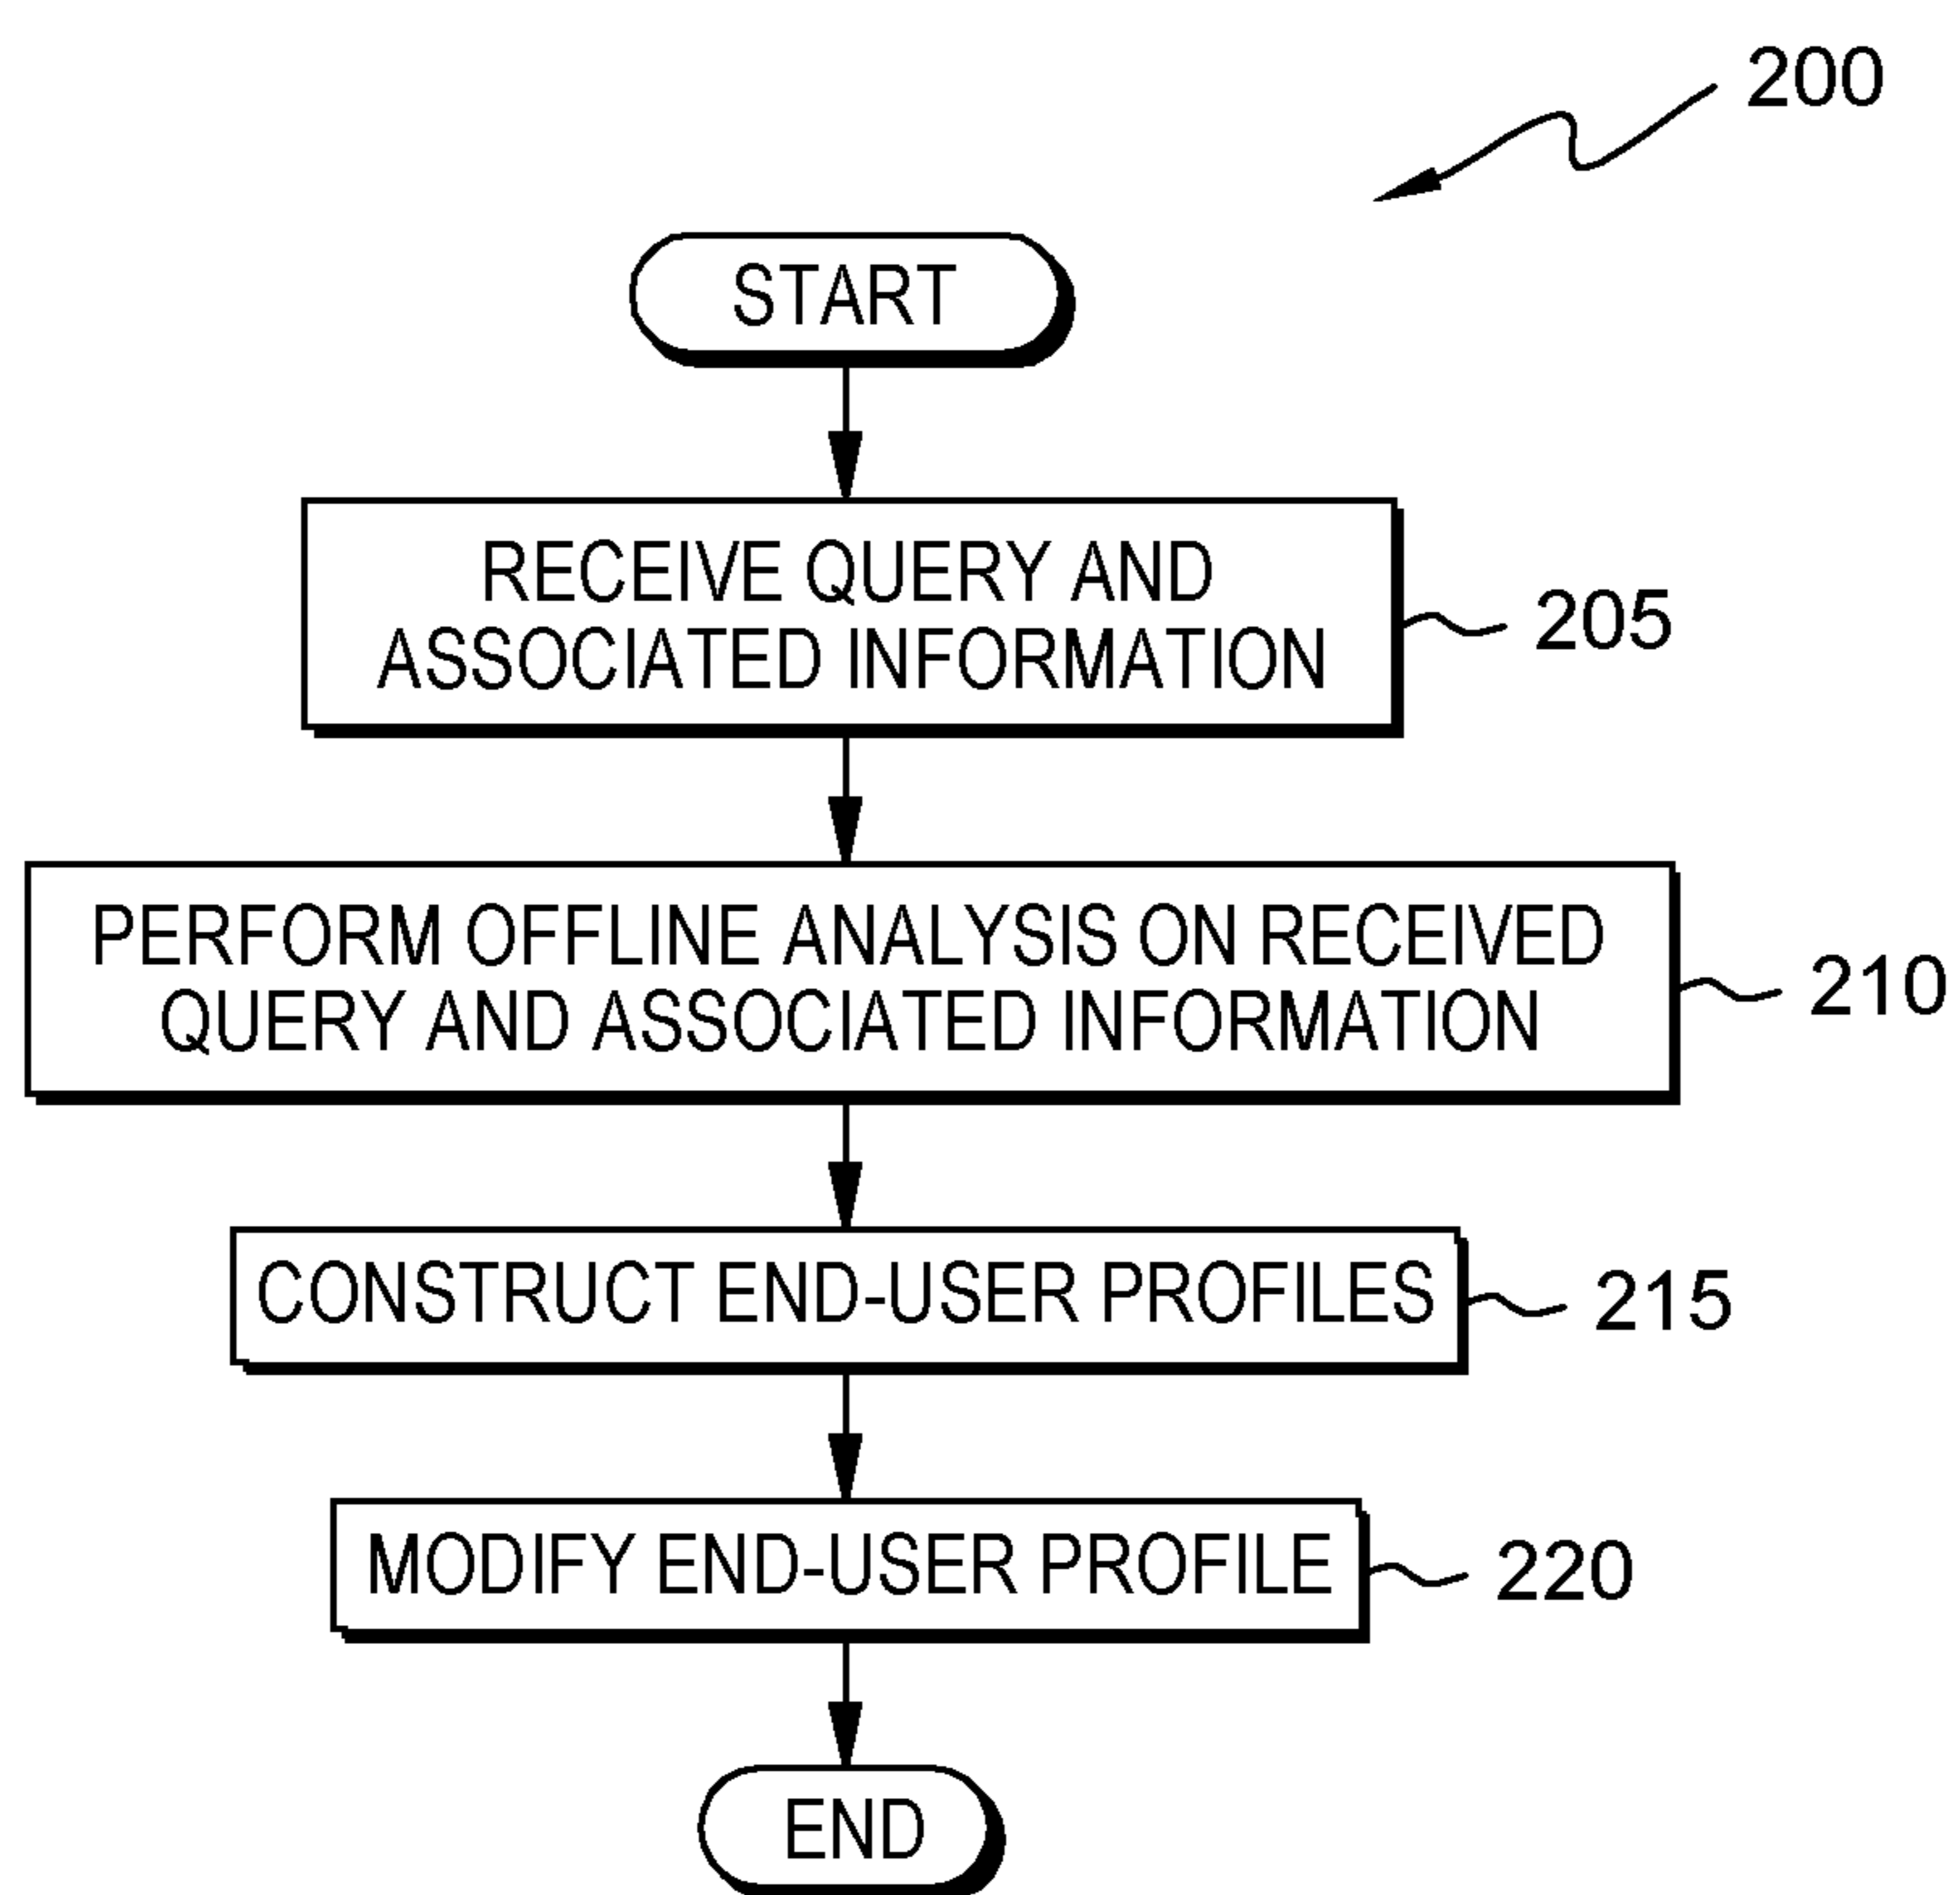 200
START
RECEIVE QUERY AND
ASSOCIATED INFORMATION
205
PERFORM OFFLINE ANALYSIS ON RECEIVED
QUERY AND ASSOCIATED INFORMATION
210
CONSTRUCT END-USER PROFILES
215
MODIFY END-USER PROFILE
220
END